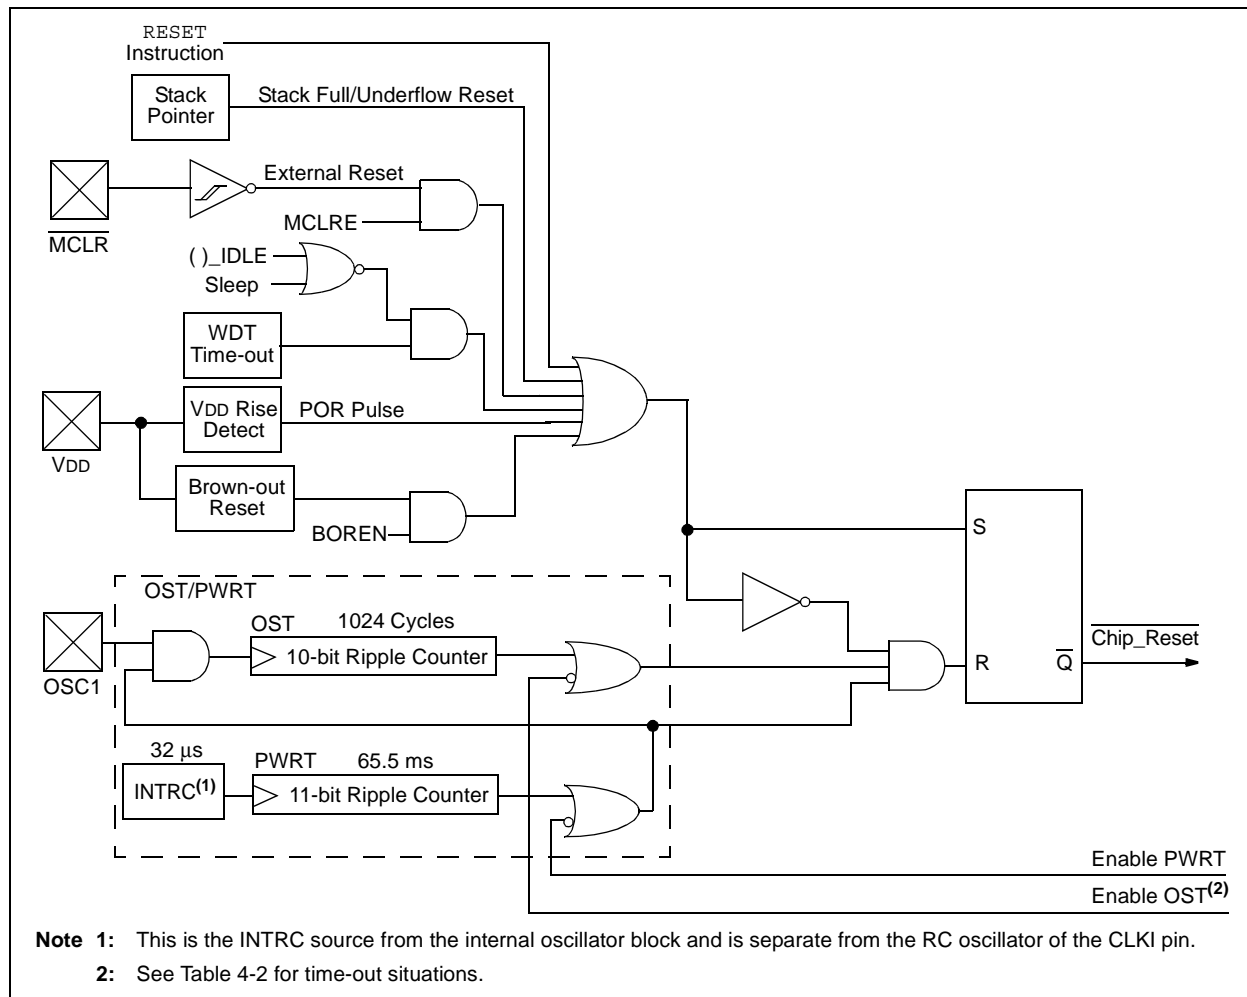 RESET
Instruction
Stack
Pointer
Stack Full/Underflow Reset
External Reset
MCLR
MCLRE
( )_IDLE
Sleep
WDT
Time-out
VDD Rise
Detect
POR Pulse
VDD
Brown-out
Reset
BOREN
S
OST/PWRT
OST
1024 Cycles
10-bit Ripple Counter
OSC1
R
Q
Chip_Reset
32 μs
PWRT
65.5 ms
INTRC(1)
11-bit Ripple Counter
Enable PWRT
Enable OST(2)
Note 1: This is the INTRC source from the internal oscillator block and is separate from the RC oscillator of the CLKI pin.
2: See Table 4-2 for time-out situations.